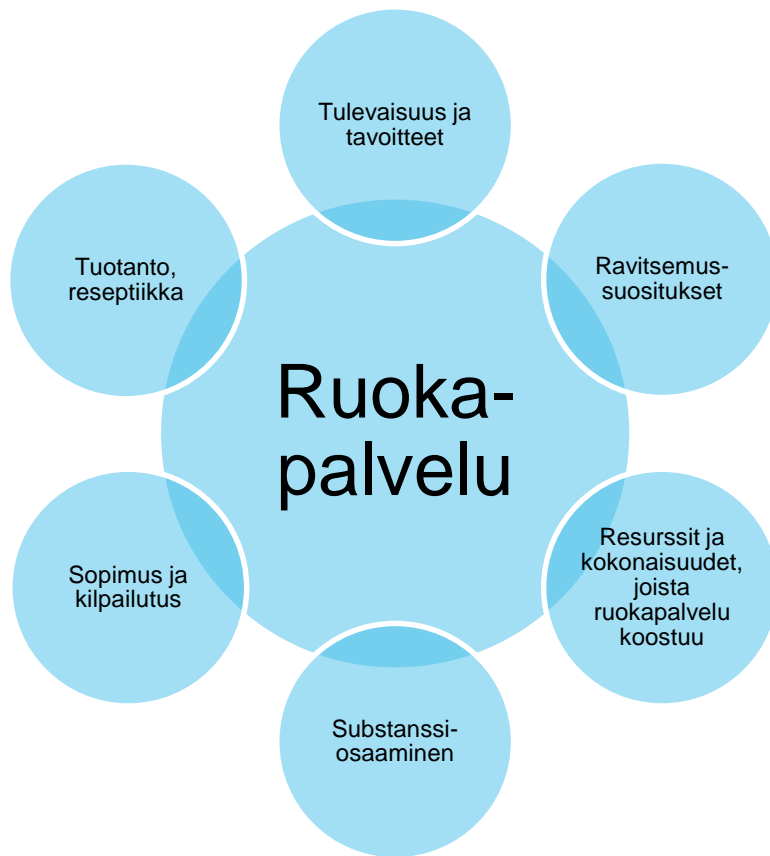 Tulevaisuus ja
tavoitteet
Ravitsemus-
suositukset
Resurssit ja
kokonaisuudet,
joista
ruokapalvelu
koostuu
Substanssi-
osaaminen
Sopimus ja
kilpailutus
Tuotanto,
reseptiikka
Ruoka-
palvelu